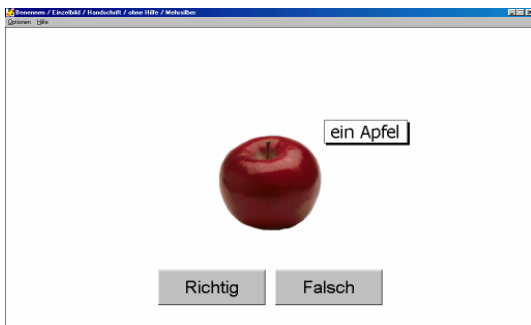 Benennen / Einzelbild / Handschrift / ohne Hilfe / Mehrsilber
Optionen Hilfe
ein Apfel
Richtig Falsch